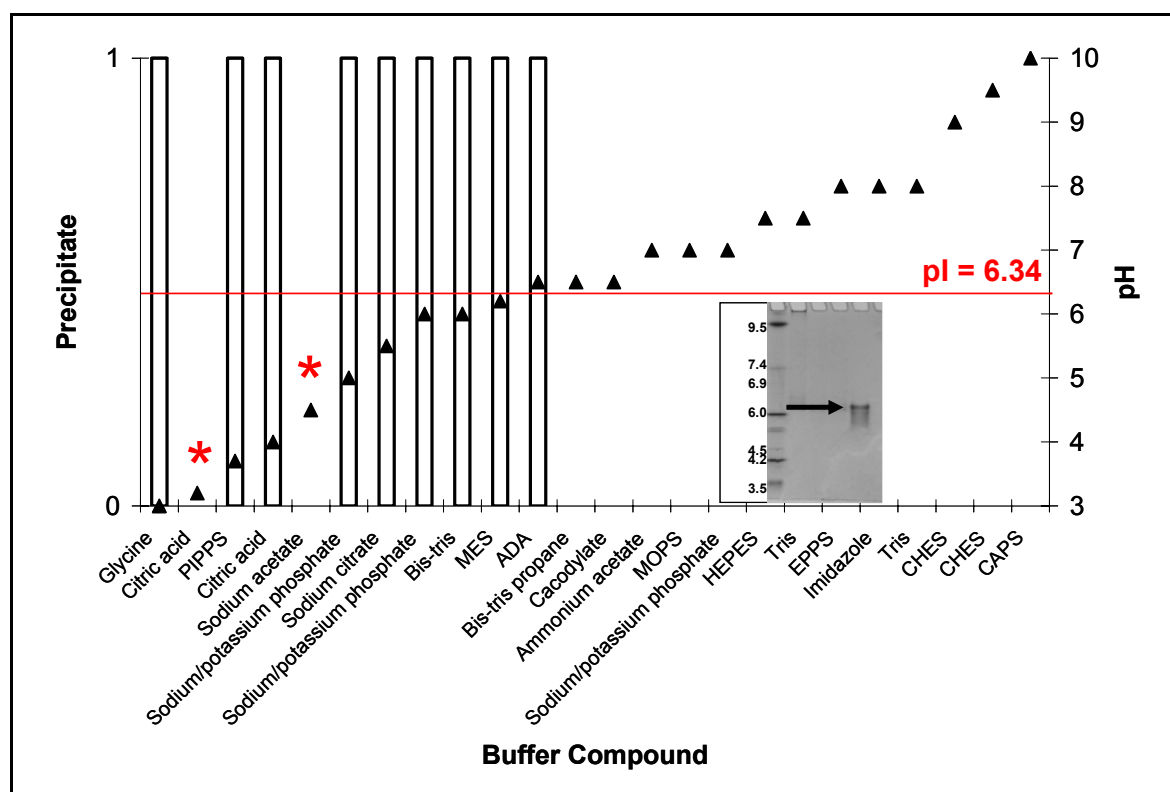 1
0
Precipitate
10
9
8
7
6
5
4
3
pH
pI = 6.34
*
*
9.5
7.4
6.9
6.0
4.5
4.2
3.5
Glycine
Citric acid
PIPPS
Citric acid
Sodium acetate
Sodium/potassium phosphate
Sodium citrate
Sodium/potassium phosphate
Bis-tris
MES
ADA
Bis-tris propane
Cacodylate
Ammonium acetate
MOPS
Sodium/potassium phosphate
HEPES
Tris
EPPS
Imidazole
Tris
CHES
CHES
CAPS
Buffer Compound